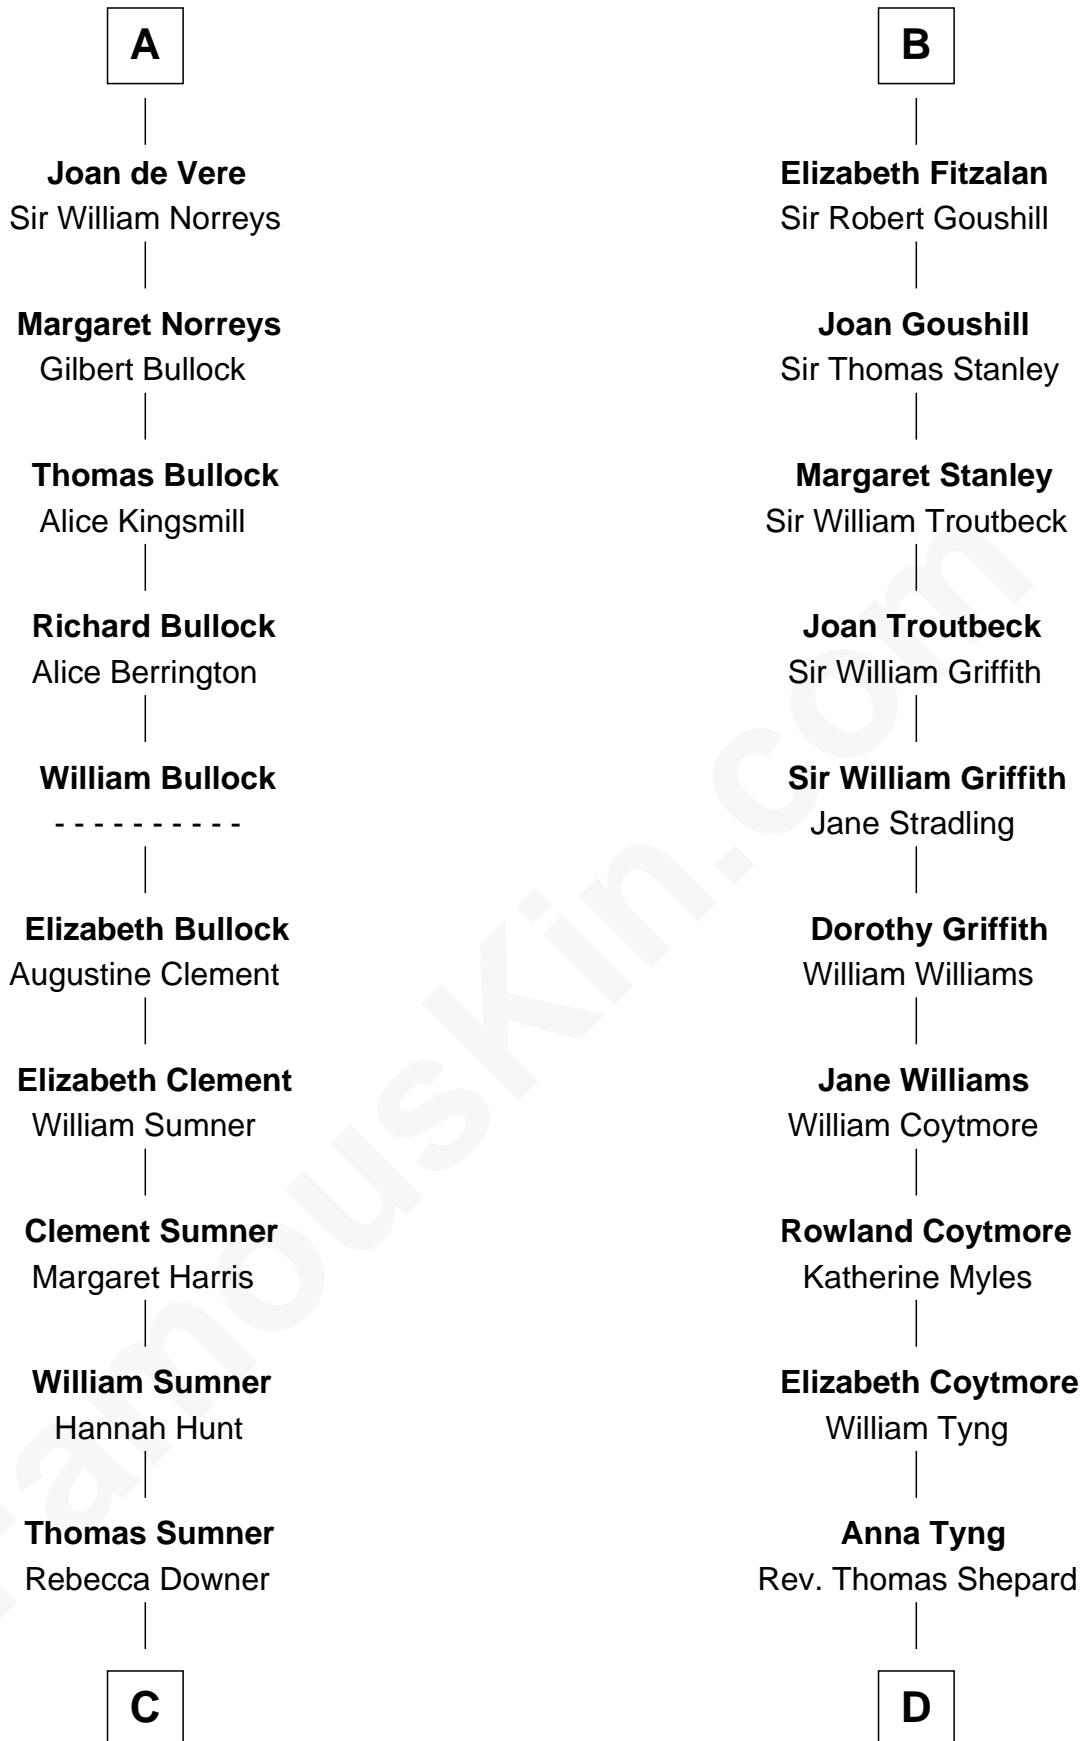 A
Joan de Vere
Sir William Norreys
Margaret Norreys
Gilbert Bullock
Thomas Bullock
Alice Kingsmill
Richard Bullock
Alice Berrington
William Bullock
- - - - - - - - - -
Elizabeth Bullock
Augustine Clement
Elizabeth Clement
William Sumner
Clement Sumner
Margaret Harris
William Sumner
Hannah Hunt
Thomas Sumner
Rebecca Downer
C
B
Elizabeth Fitzalan
Sir Robert Goushill
Joan Goushill
Sir Thomas Stanley
Margaret Stanley
Sir William Troutbeck
Joan Troutbeck
Sir William Griffith
Sir William Griffith
Jane Stradling
Dorothy Griffith
William Williams
Jane Williams
William Coytmore
Rowland Coytmore
Katherine Myles
Elizabeth Coytmore
William Tyng
Anna Tyng
Rev. Thomas Shepard
D
FamousKin.com